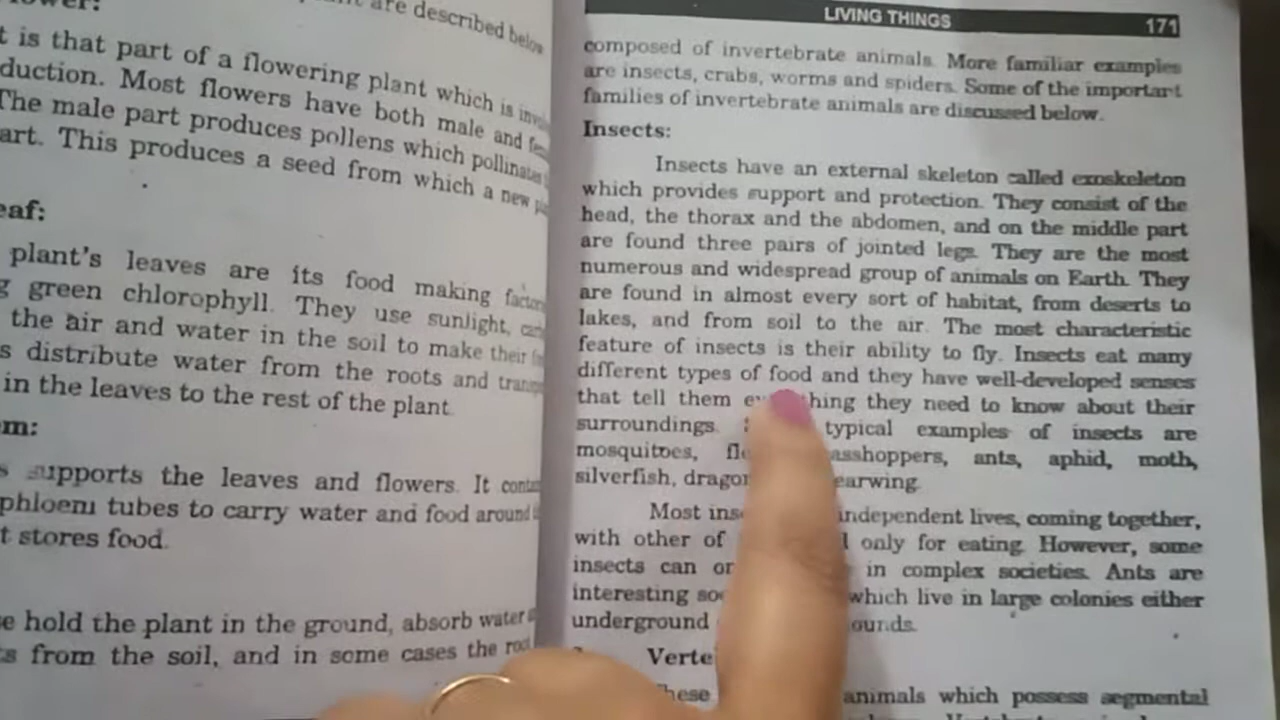 are described below
t is that part of a flowering plant which is
duction. Most flowers have both male and
The male part produces pollens which pollinates
art. This produces a seed from which a new
eaf:
plant's leaves are its food making
g green chlorophyll. They use sunlight,
the air and water in the soil to make their
s distribute water from the roots and
in the leaves to the rest of the plant.
m:
s supports the leaves and flowers. It
phloem tubes to carry water and food around
t stores food.
e hold the plant in the ground, absorb water
s from the soil, and in some cases the
LIVING THINGS 171
composed of invertebrate animals. More familiar examples
are insects, crabs, worms and spiders. Some of the important
families of invertebrate animals are discussed below.
Insects:
Insects have an external skeleton called exoskeleton
which provides support and protection. They consist of the
head, the thorax and the abdomen, and on the middle part
are found three pairs of jointed legs. They are the most
numerous and widespread group of animals on Earth. They
are found in almost every sort of habitat, from deserts to
lakes, and from soil to the air. The most characteristic
feature of insects is their ability to fly. Insects eat many
different types of food and they have well-developed senses
that tell them thing they need to know about their
surroundings. typical examples of insects are
mosquitoes, asshoppers, ants, aphid, moth,
silverfish, dragon earwing.
Most independent lives, coming together,
with other of only for eating. However, some
insects can in complex societies. Ants are
interesting which live in large colonies either
underground ounds.
Verte
hese animals which possess segmental